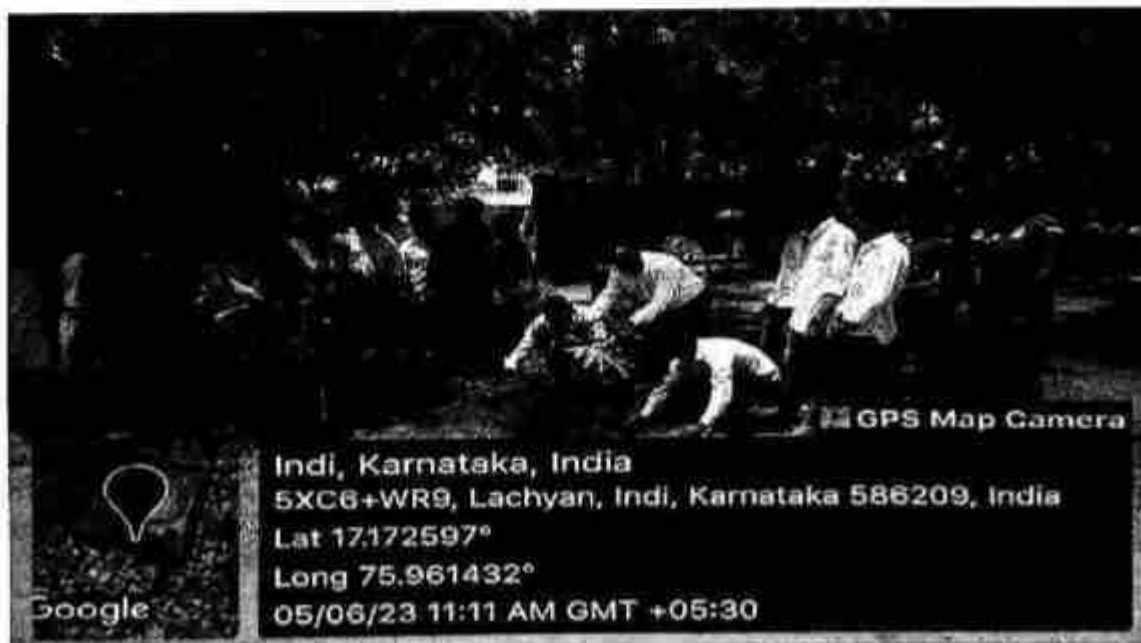 GPS Map Camera
Indi, Karnataka, India
5XC6+WR9, Lachyan, Indi, Karnataka 586209, India
Lat 17.172597°
Long 75.961432°
05/06/23 11:11 AM GMT +05:30
Google